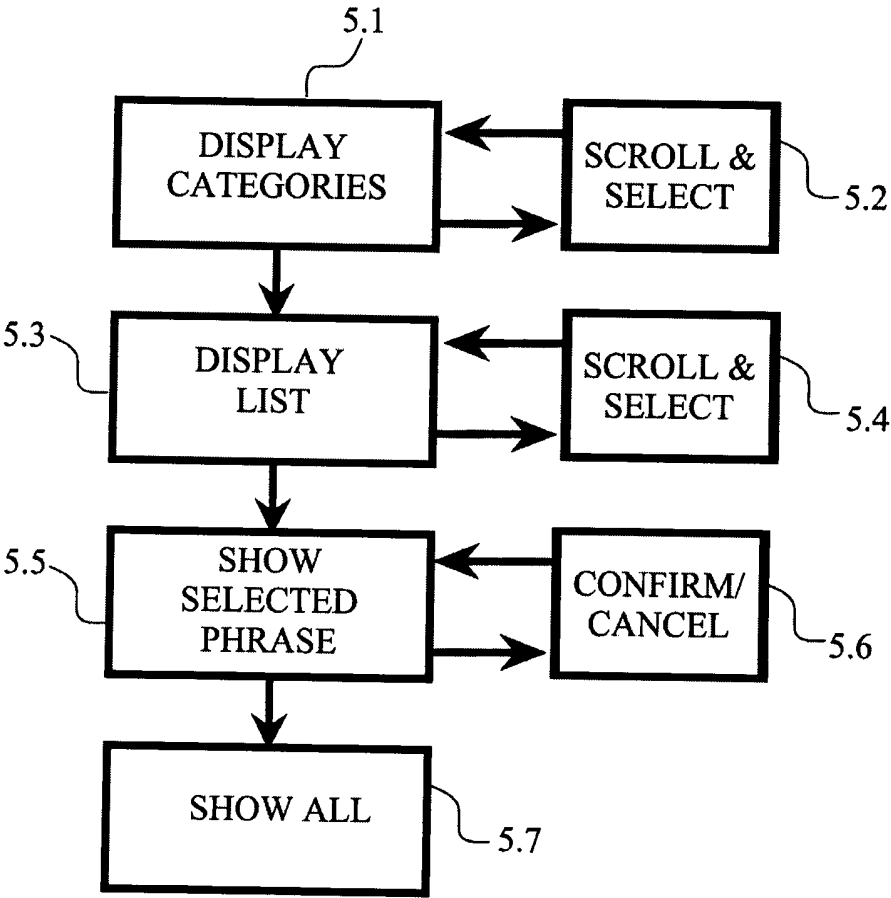 5.1
DISPLAY
CATEGORIES
SCROLL &
SELECT
5.2
5.3
DISPLAY
LIST
SCROLL &
SELECT
5.4
5.5
SHOW
SELECTED
PHRASE
CONFIRM/
CANCEL
5.6
SHOW ALL
5.7